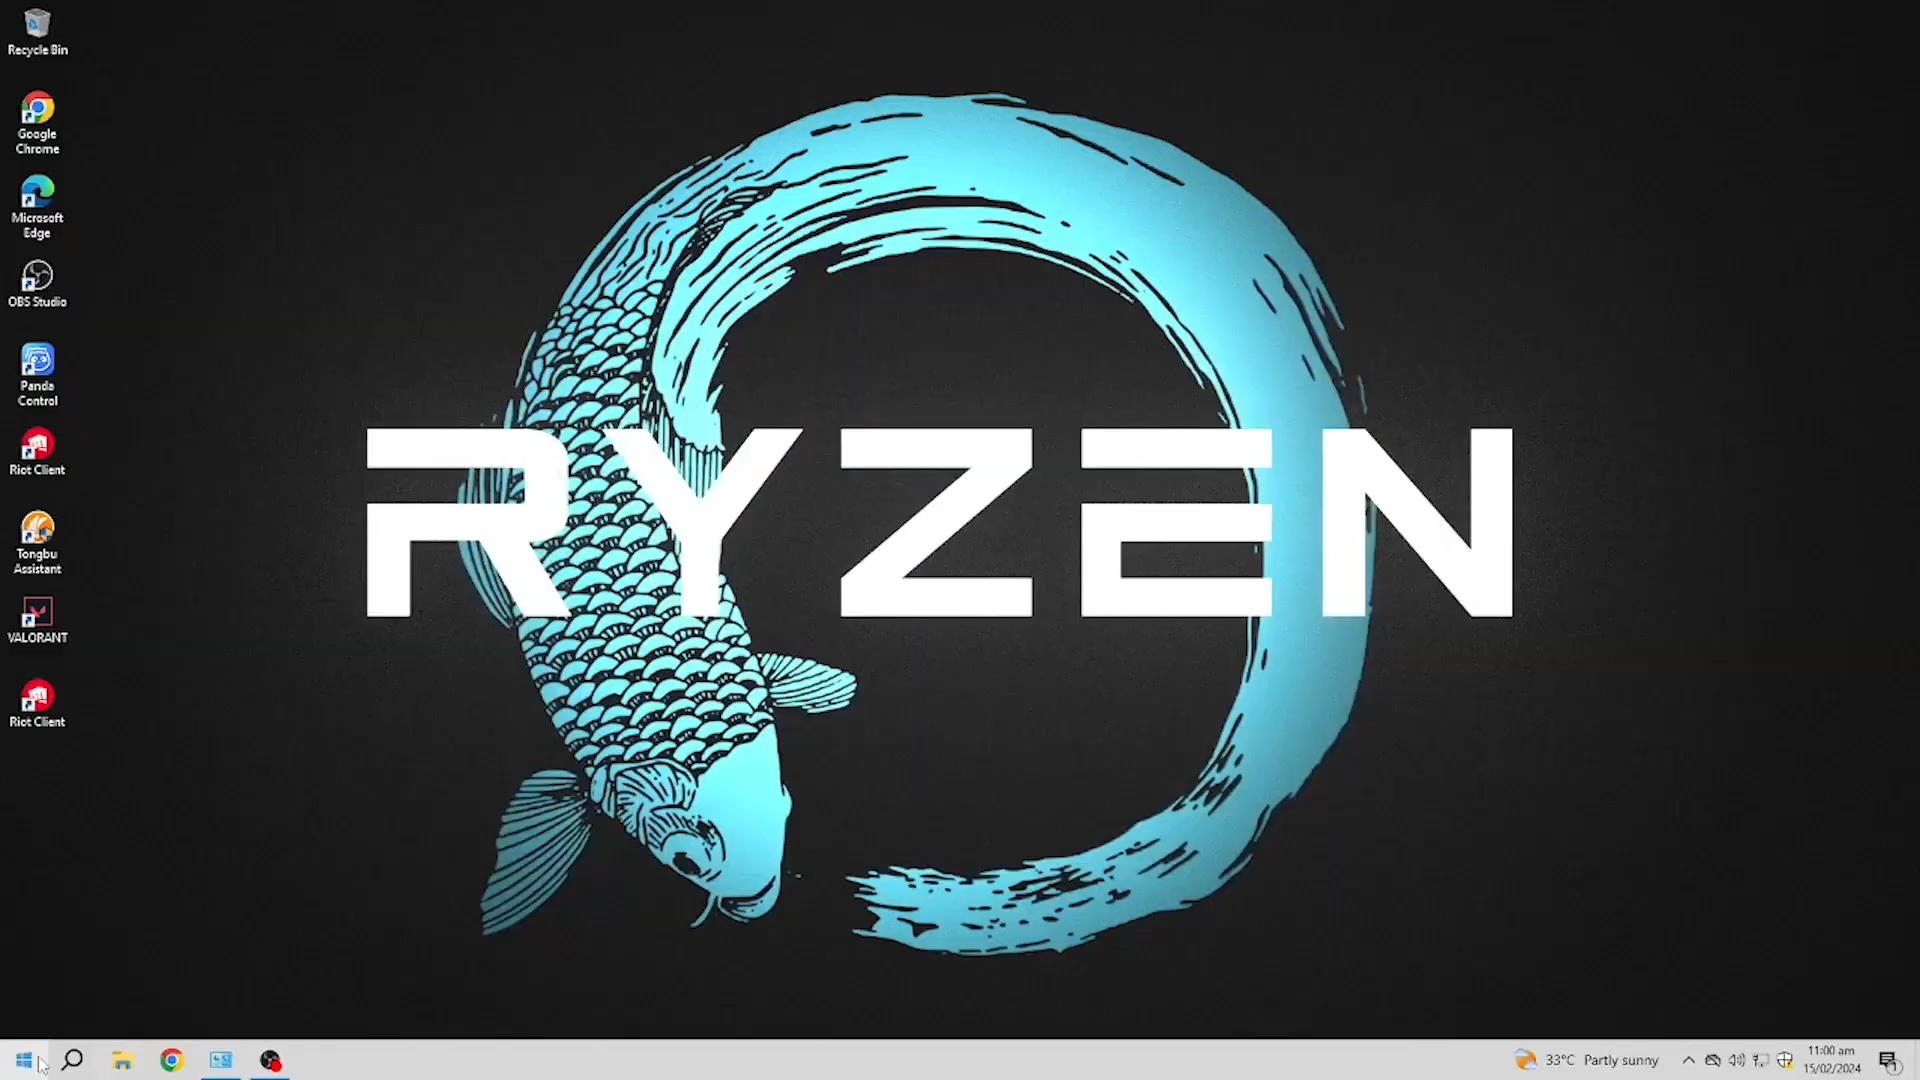 Recycle Bin
Google
Chrome
Microsoft
Edge
OBS Studio
Panda
Control
Riot Client
Tongbu
Assistant
VALORANT
Riot Client
RYZEN
33°C Partly sunny
11:00 am
15/02/2024
1